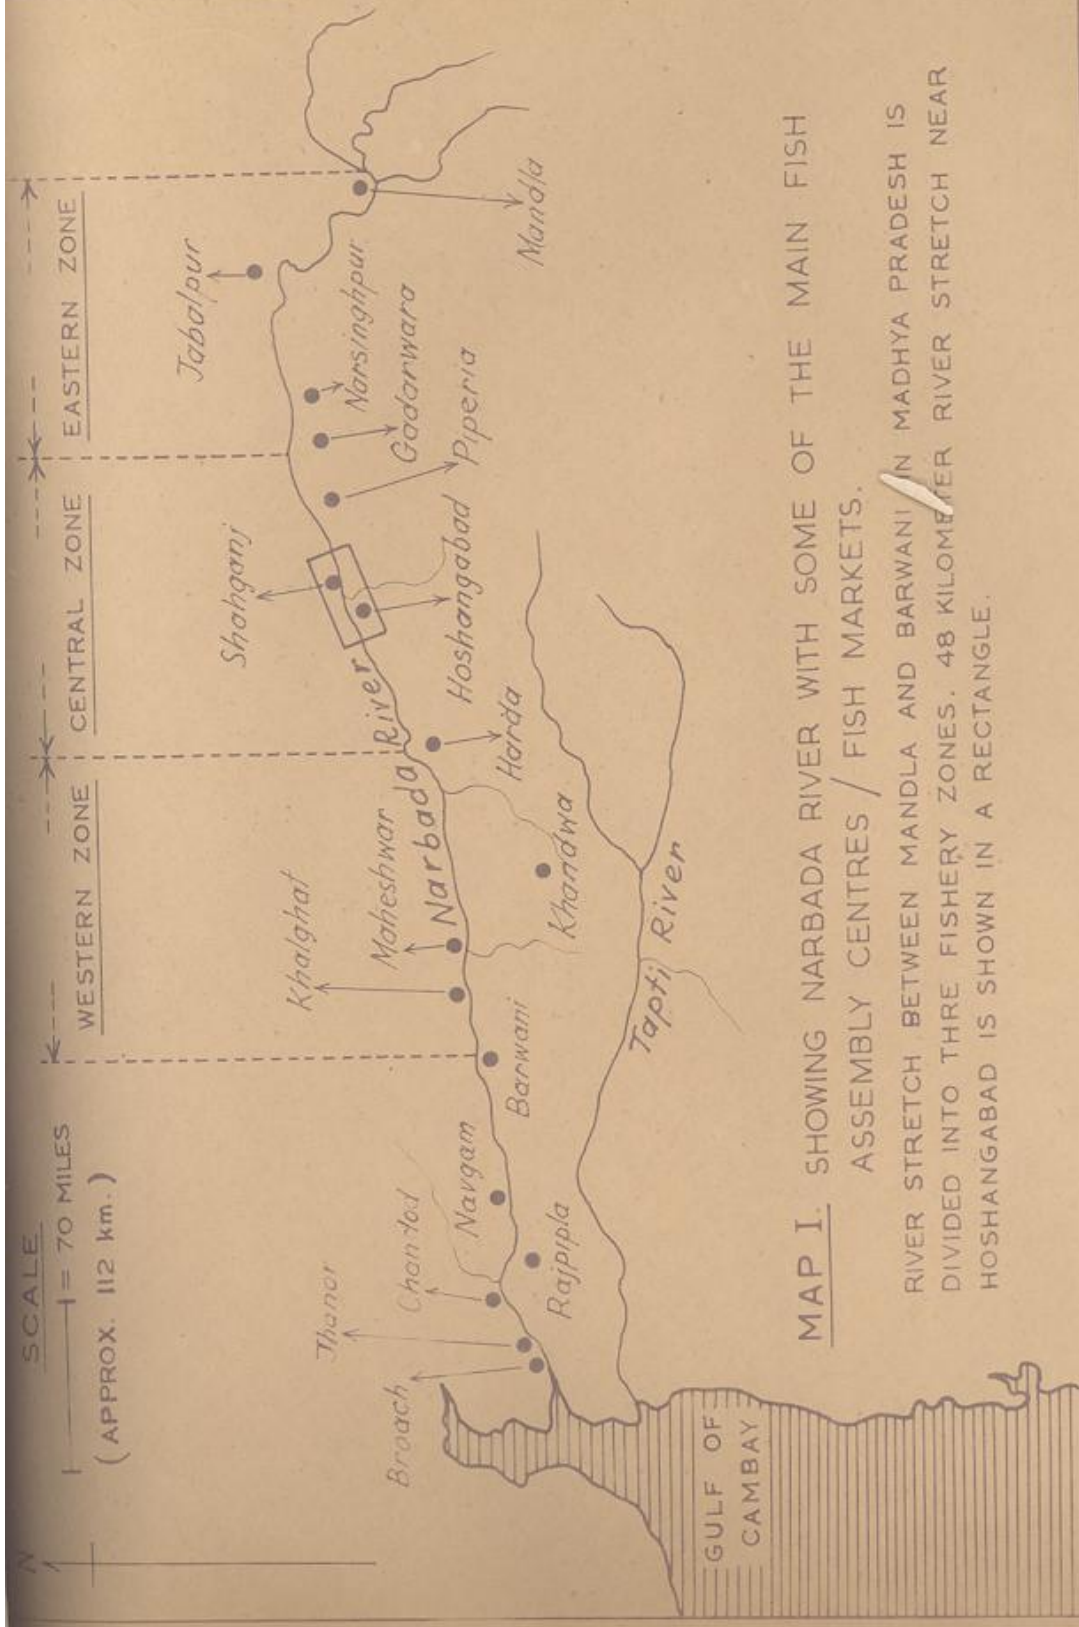 N
SCALE
= 70 MILES
(APPROX. 112 km.)
WESTERN ZONE
CENTRAL ZONE
EASTERN ZONE
Jabalpur
Shahganj
Khalghat
Maheshwar
Narbada River
Narsinghpur
Gadarwara
Piperia
Mandla
Hoshangabad
Harda
Khandwa
Barwani
Navgam
Chantod
Thanor
Broach
Rajpipla
Tapti River
GULF OF
CAMBAY
MAP I. SHOWING NARBADA RIVER WITH SOME OF THE MAIN FISH
ASSEMBLY CENTRES / FISH MARKETS.
RIVER STRETCH BETWEEN MANDLA AND BARWANI IN MADHYA PRADESH IS
DIVIDED INTO THRE FISHERY ZONES. 48 KILOMETER RIVER STRETCH NEAR
HOSHANGABAD IS SHOWN IN A RECTANGLE.